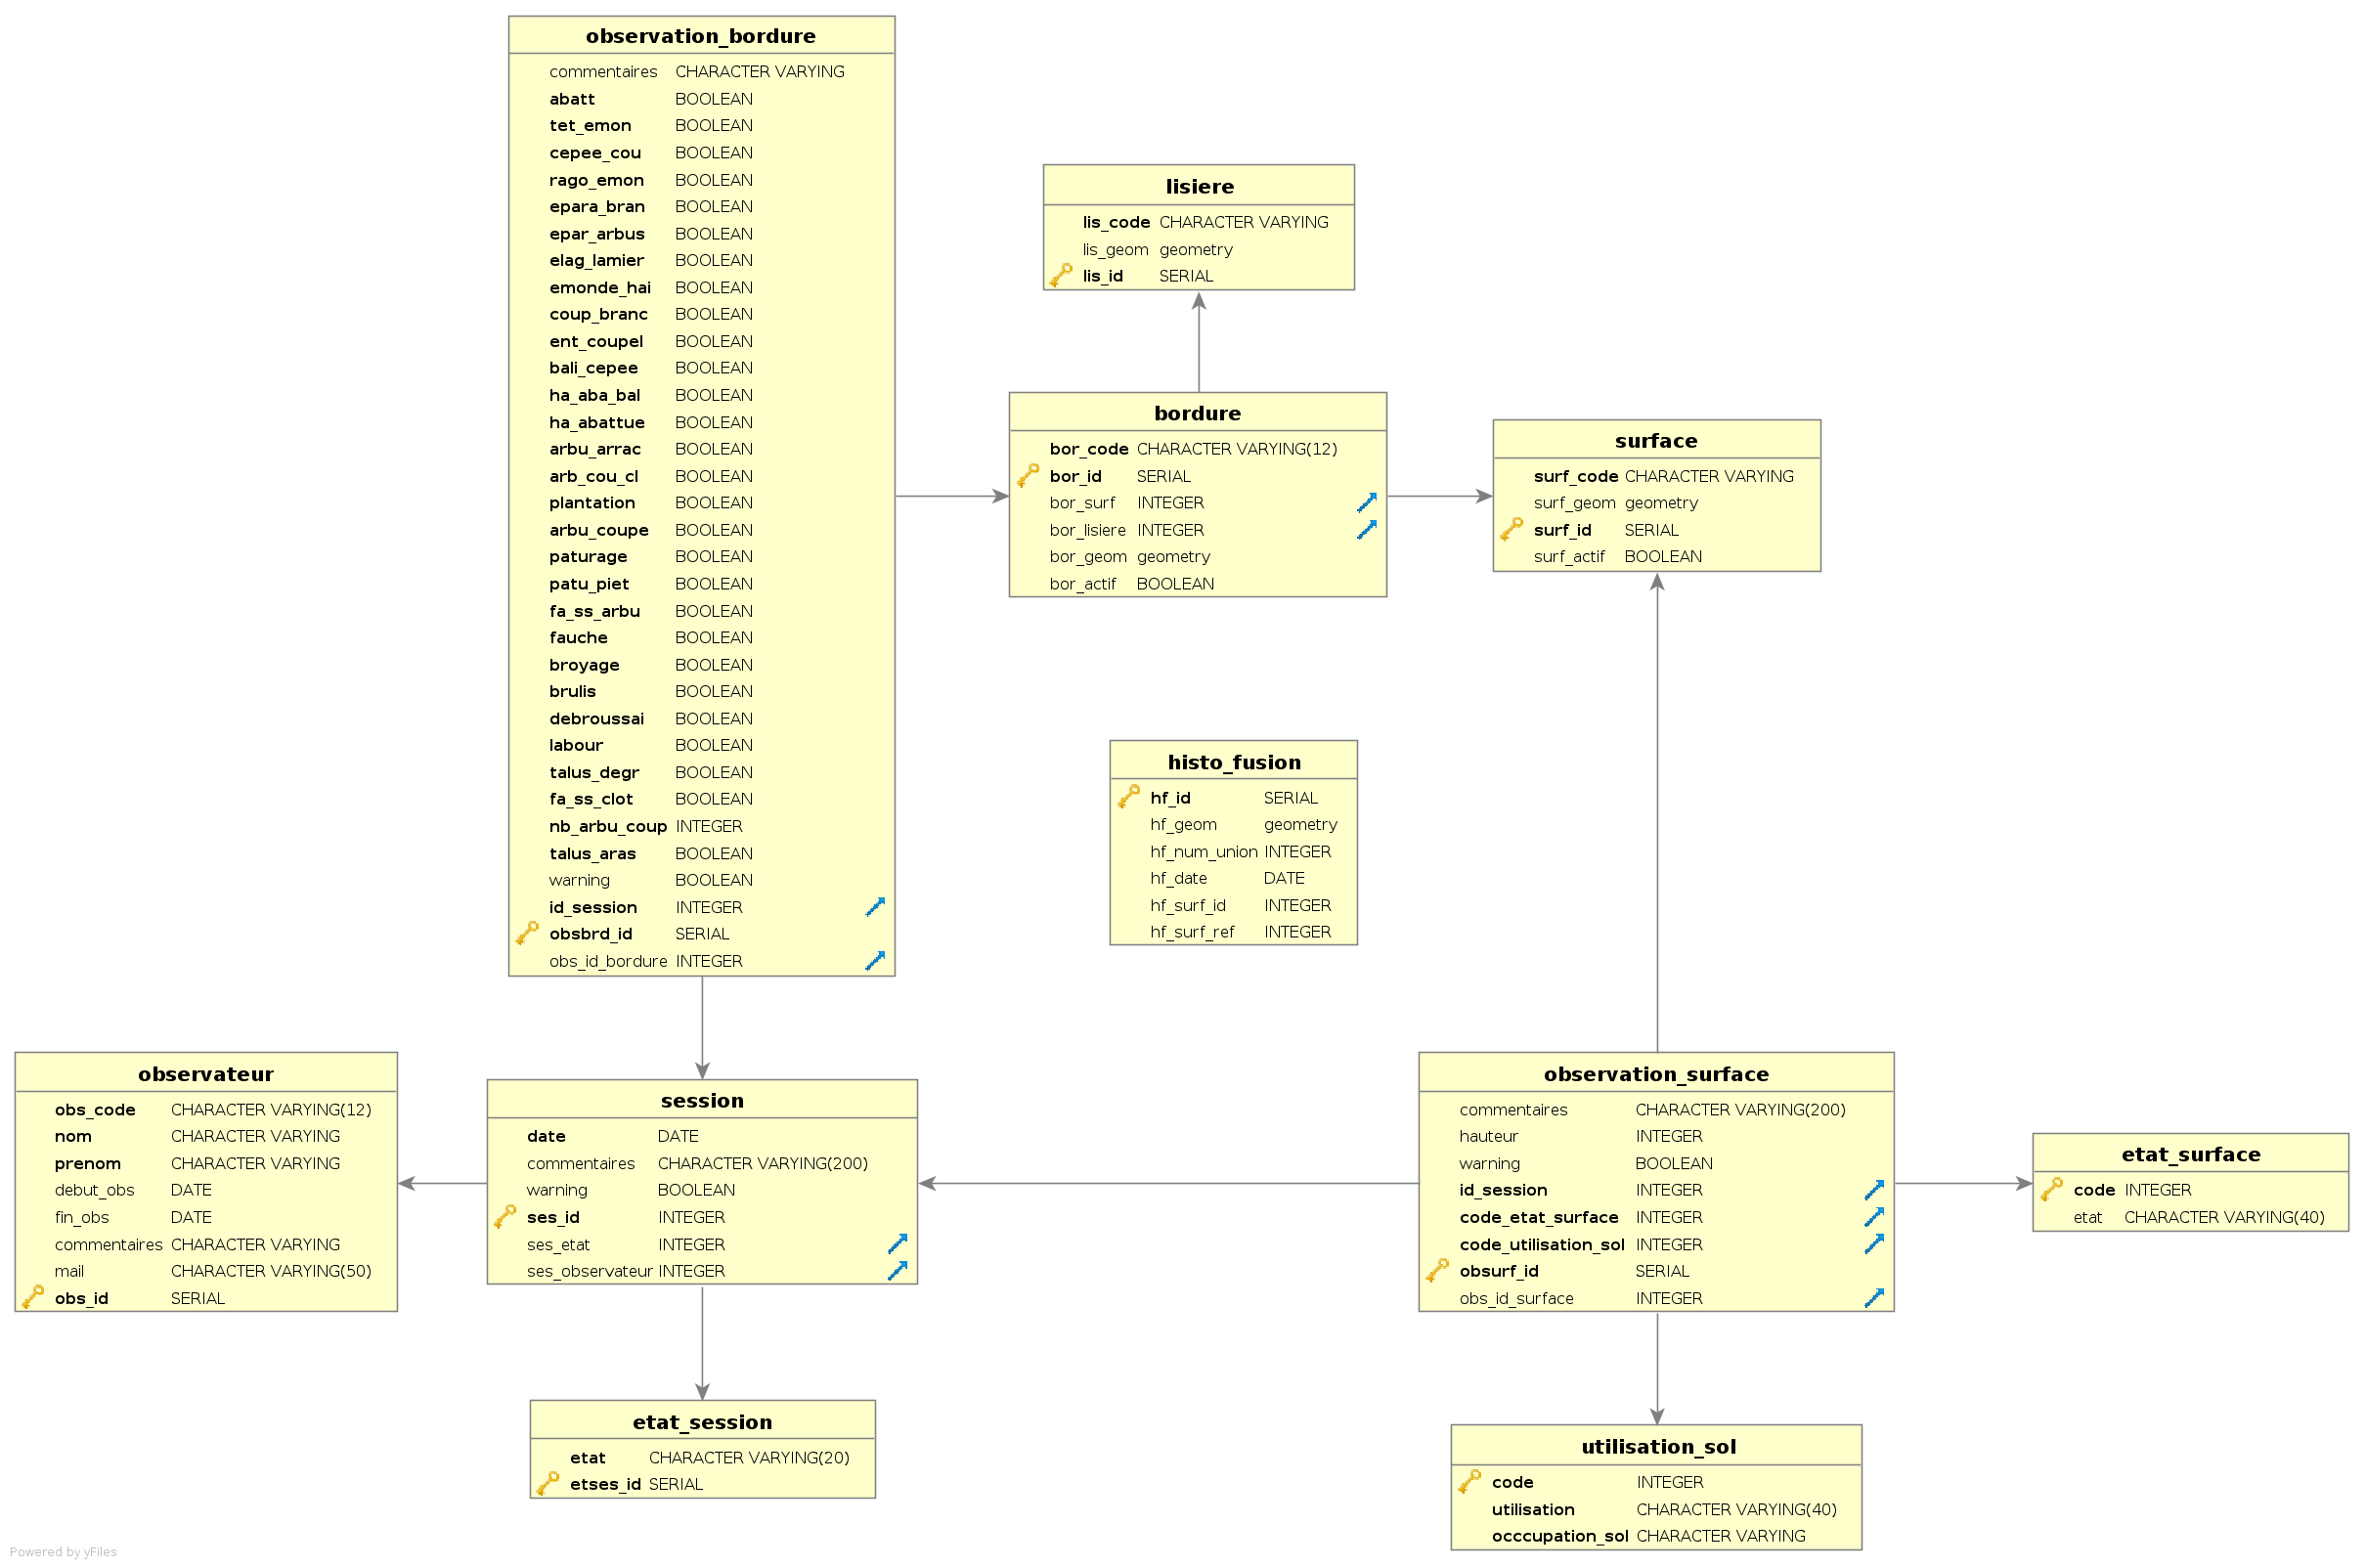 observation_bordure
commentaires CHARACTER VARYING
abatt BOOLEAN
tet_emon BOOLEAN
cepee_cou BOOLEAN
rago_emon BOOLEAN
epara_bran BOOLEAN
epar_arbus BOOLEAN
elag_lamier BOOLEAN
emonde_hai BOOLEAN
coup_branc BOOLEAN
ent_coupel BOOLEAN
bali_cepee BOOLEAN
ha_aba_bal BOOLEAN
ha_abattue BOOLEAN
arbu_arrac BOOLEAN
arb_cou_cl BOOLEAN
plantation BOOLEAN
arbu_coupe BOOLEAN
paturage BOOLEAN
patu_piet BOOLEAN
fa_ss_arbu BOOLEAN
fauche BOOLEAN
broyage BOOLEAN
brulis BOOLEAN
debroussai BOOLEAN
labour BOOLEAN
talus_degr BOOLEAN
fa_ss_clot BOOLEAN
nb_arbu_coup INTEGER
talus_aras BOOLEAN
warning BOOLEAN
id_session INTEGER
obsbrd_id SERIAL
obs_id_bordure INTEGER
lisiere
lis_code CHARACTER VARYING
lis_geom geometry
lis_id SERIAL
bordure
bor_code CHARACTER VARYING(12)
bor_id SERIAL
bor_surf INTEGER
bor_lisiere INTEGER
bor_geom geometry
bor_actif BOOLEAN
surface
surf_code CHARACTER VARYING
surf_geom geometry
surf_id SERIAL
surf_actif BOOLEAN
histo_fusion
hf_id SERIAL
hf_geom geometry
hf_num_union INTEGER
hf_date DATE
hf_surf_id INTEGER
hf_surf_ref INTEGER
observateur
obs_code CHARACTER VARYING(12)
nom CHARACTER VARYING
prenom CHARACTER VARYING
debut_obs DATE
fin_obs DATE
commentaires CHARACTER VARYING
mail CHARACTER VARYING(50)
obs_id SERIAL
session
date DATE
commentaires CHARACTER VARYING(200)
warning BOOLEAN
ses_id INTEGER
ses_etat INTEGER
ses_observateur INTEGER
observation_surface
commentaires CHARACTER VARYING(200)
hauteur INTEGER
warning BOOLEAN
id_session INTEGER
code_etat_surface INTEGER
code_utilisation_sol INTEGER
obsurf_id SERIAL
obs_id_surface INTEGER
etat_surface
code INTEGER
etat CHARACTER VARYING(40)
etat_session
etat CHARACTER VARYING(20)
etses_id SERIAL
utilisation_sol
code INTEGER
utilisation CHARACTER VARYING(40)
occcupation_sol CHARACTER VARYING
Powered by yFiles